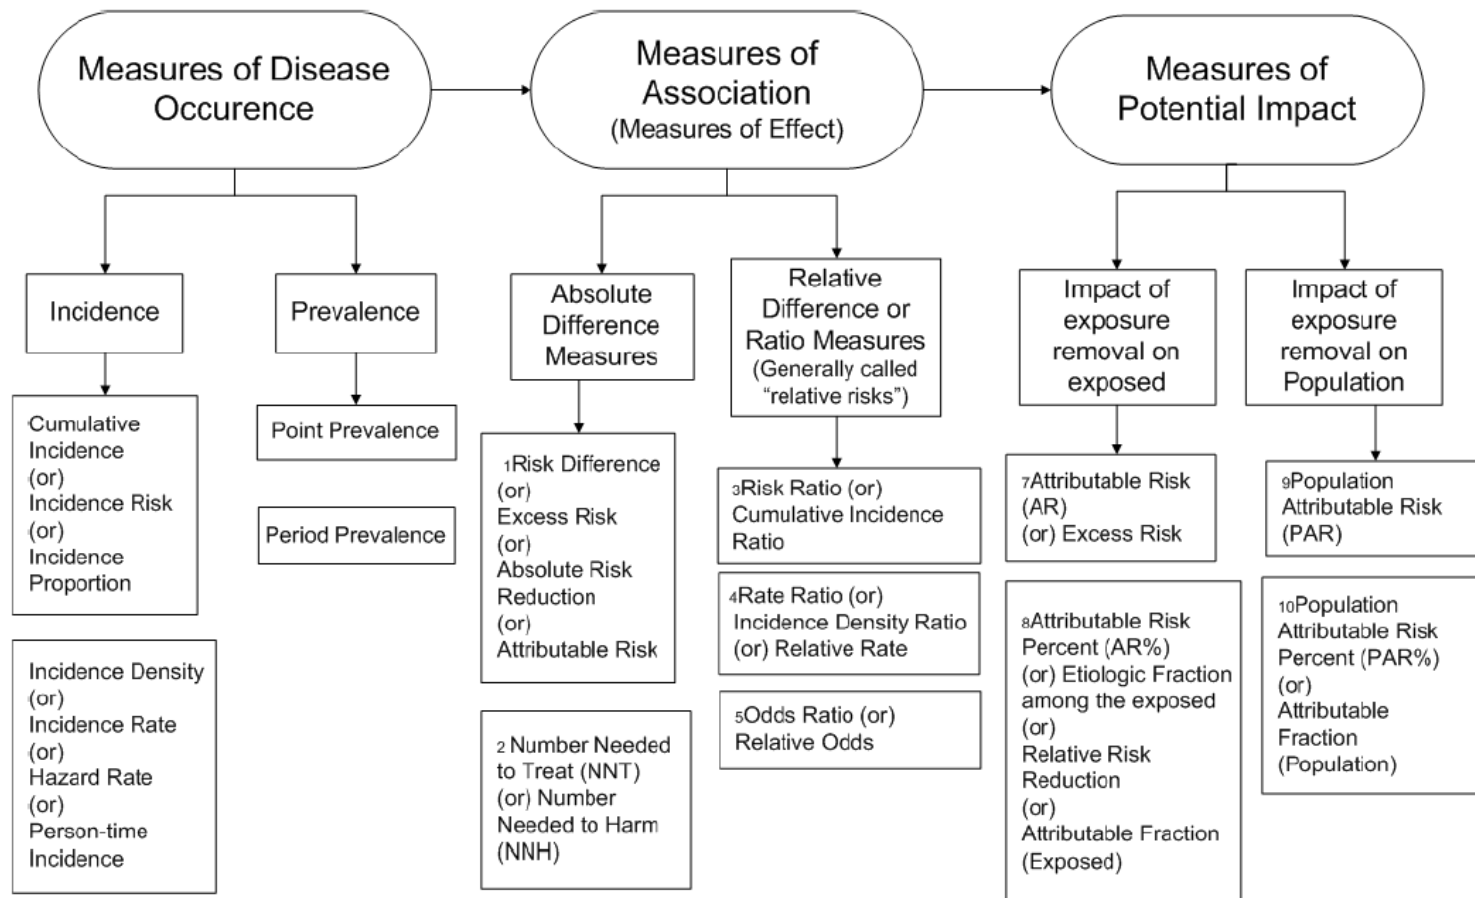 Measures of Disease
Occurence
Measures of
Association
(Measures of Effect)
Measures of
Potential Impact
Incidence
Prevalence
Absolute
Difference
Measures
Relative
Difference or
Ratio Measures
(Generally called
“relative risks”)
Impact of
exposure
removal on
exposed
Impact of
exposure
removal on
Population
Cumulative
Incidence
(or)
Incidence Risk
(or)
Incidence
Proportion
Incidence Density
(or)
Incidence Rate
(or)
Hazard Rate
(or)
Person-time
Incidence
Point Prevalence
Period Prevalence
1Risk Difference
(or)
Excess Risk
(or)
Absolute Risk
Reduction
(or)
Attributable Risk
2 Number Needed
to Treat (NNT)
(or) Number
Needed to Harm
(NNH)
3Risk Ratio (or)
Cumulative Incidence
Ratio
4Rate Ratio (or)
Incidence Density Ratio
(or) Relative Rate
5Odds Ratio (or)
Relative Odds
7Attributable Risk
(AR)
(or) Excess Risk
8Attributable Risk
Percent (AR%)
(or) Etiologic Fraction
among the exposed
(or)
Relative Risk
Reduction
(or)
Attributable Fraction
(Exposed)
9Population
Attributable Risk
(PAR)
10Population
Attributable Risk
Percent (PAR%)
(or)
Attributable
Fraction
(Population)